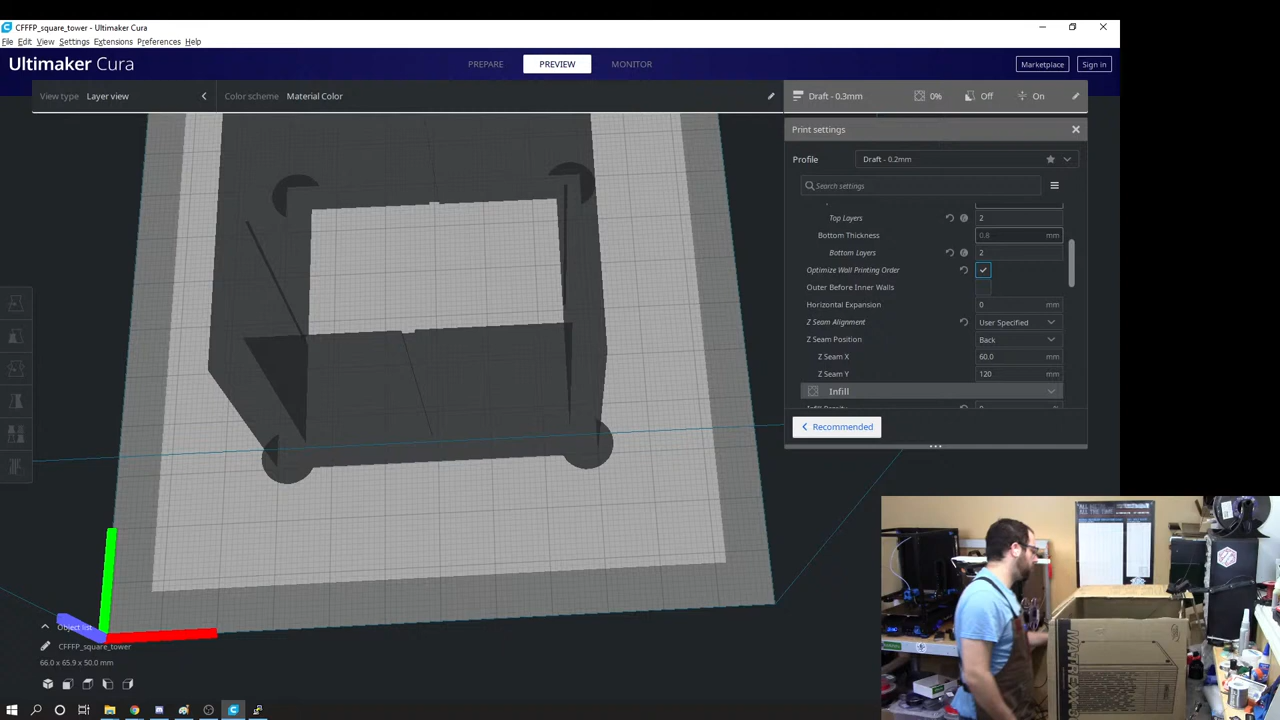 CFFFP_square_tower - Ultimaker Cura
File Edit View Settings Extensions Preferences Help
Ultimaker Cura
PREPARE
PREVIEW
MONITOR
Marketplace
Sign in
View type Layer view
Color scheme Material Color
Draft - 0.3mm
0%
Off
On
Print settings
Profile Draft - 0.2mm
Search settings
Top Layers 2
Bottom Thickness 0.8 mm
Bottom Layers 2
Optimize Wall Printing Order
Outer Before Inner Walls
Horizontal Expansion 0 mm
Z Seam Alignment User Specified
Z Seam Position Back
Z Seam X 60.0 mm
Z Seam Y 120 mm
Infill
Recommended
Object list
CFFFP_square_tower
66.0 x 65.9 x 50.0 mm